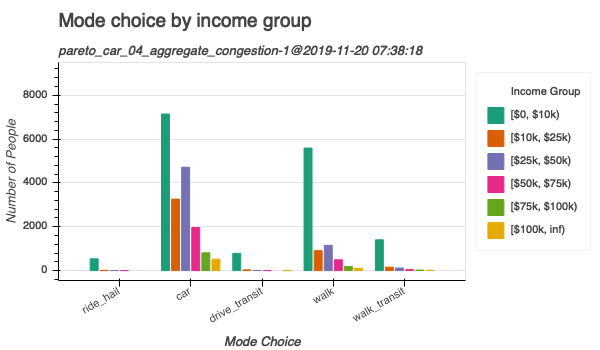 Mode choice by income group
pareto_car_04_aggregate_congestion-1@2019-11-20 07:38:18
Number of People
8000
6000
4000
2000
0
ride_hail
car
drive_transit
walk
walk_transit
Mode Choice
Income Group
[$0, $10k)
[$10k, $25k)
[$25k, $50k)
[$50k, $75k)
[$75k, $100k)
[$100k, inf)